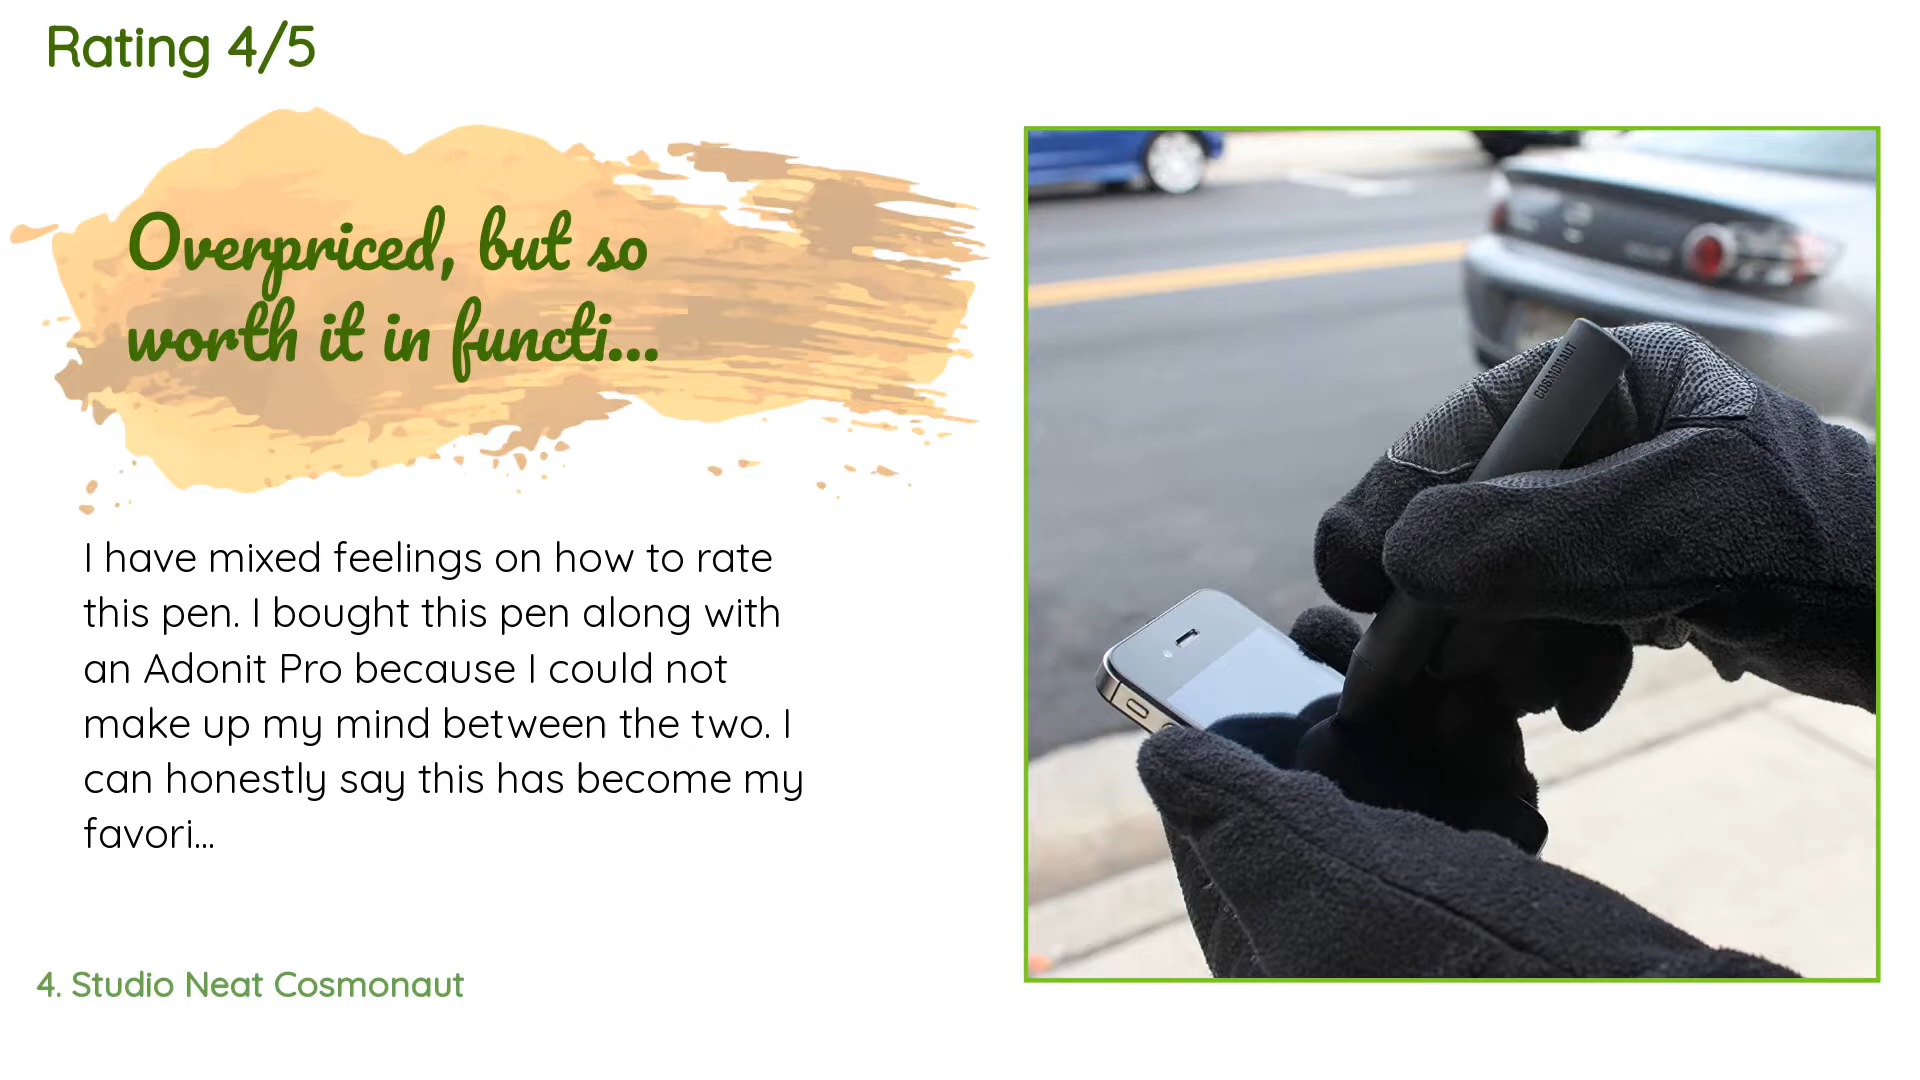 Rating 4/5
Overpriced, but so
worth it in functi...
I have mixed feelings on how to rate
this pen. I bought this pen along with
an Adonit Pro because I could not
make up my mind between the two. I
can honestly say this has become my
favori...
4. Studio Neat Cosmonaut
COSMONAUT